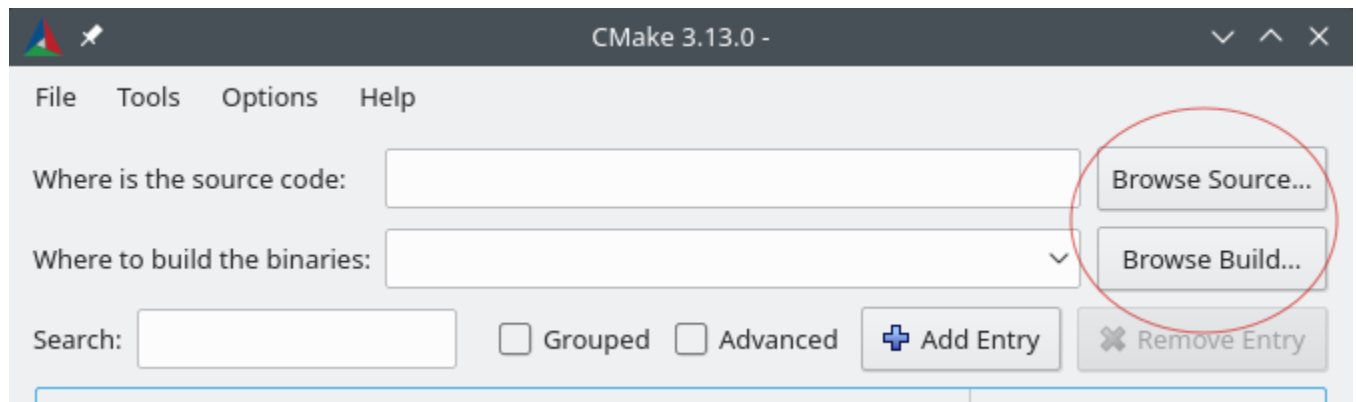 CMake 3.13.0 -
File Tools Options Help
Where is the source code: Browse Source...
Where to build the binaries: Browse Build...
Search: Grouped Advanced Add Entry Remove Entry